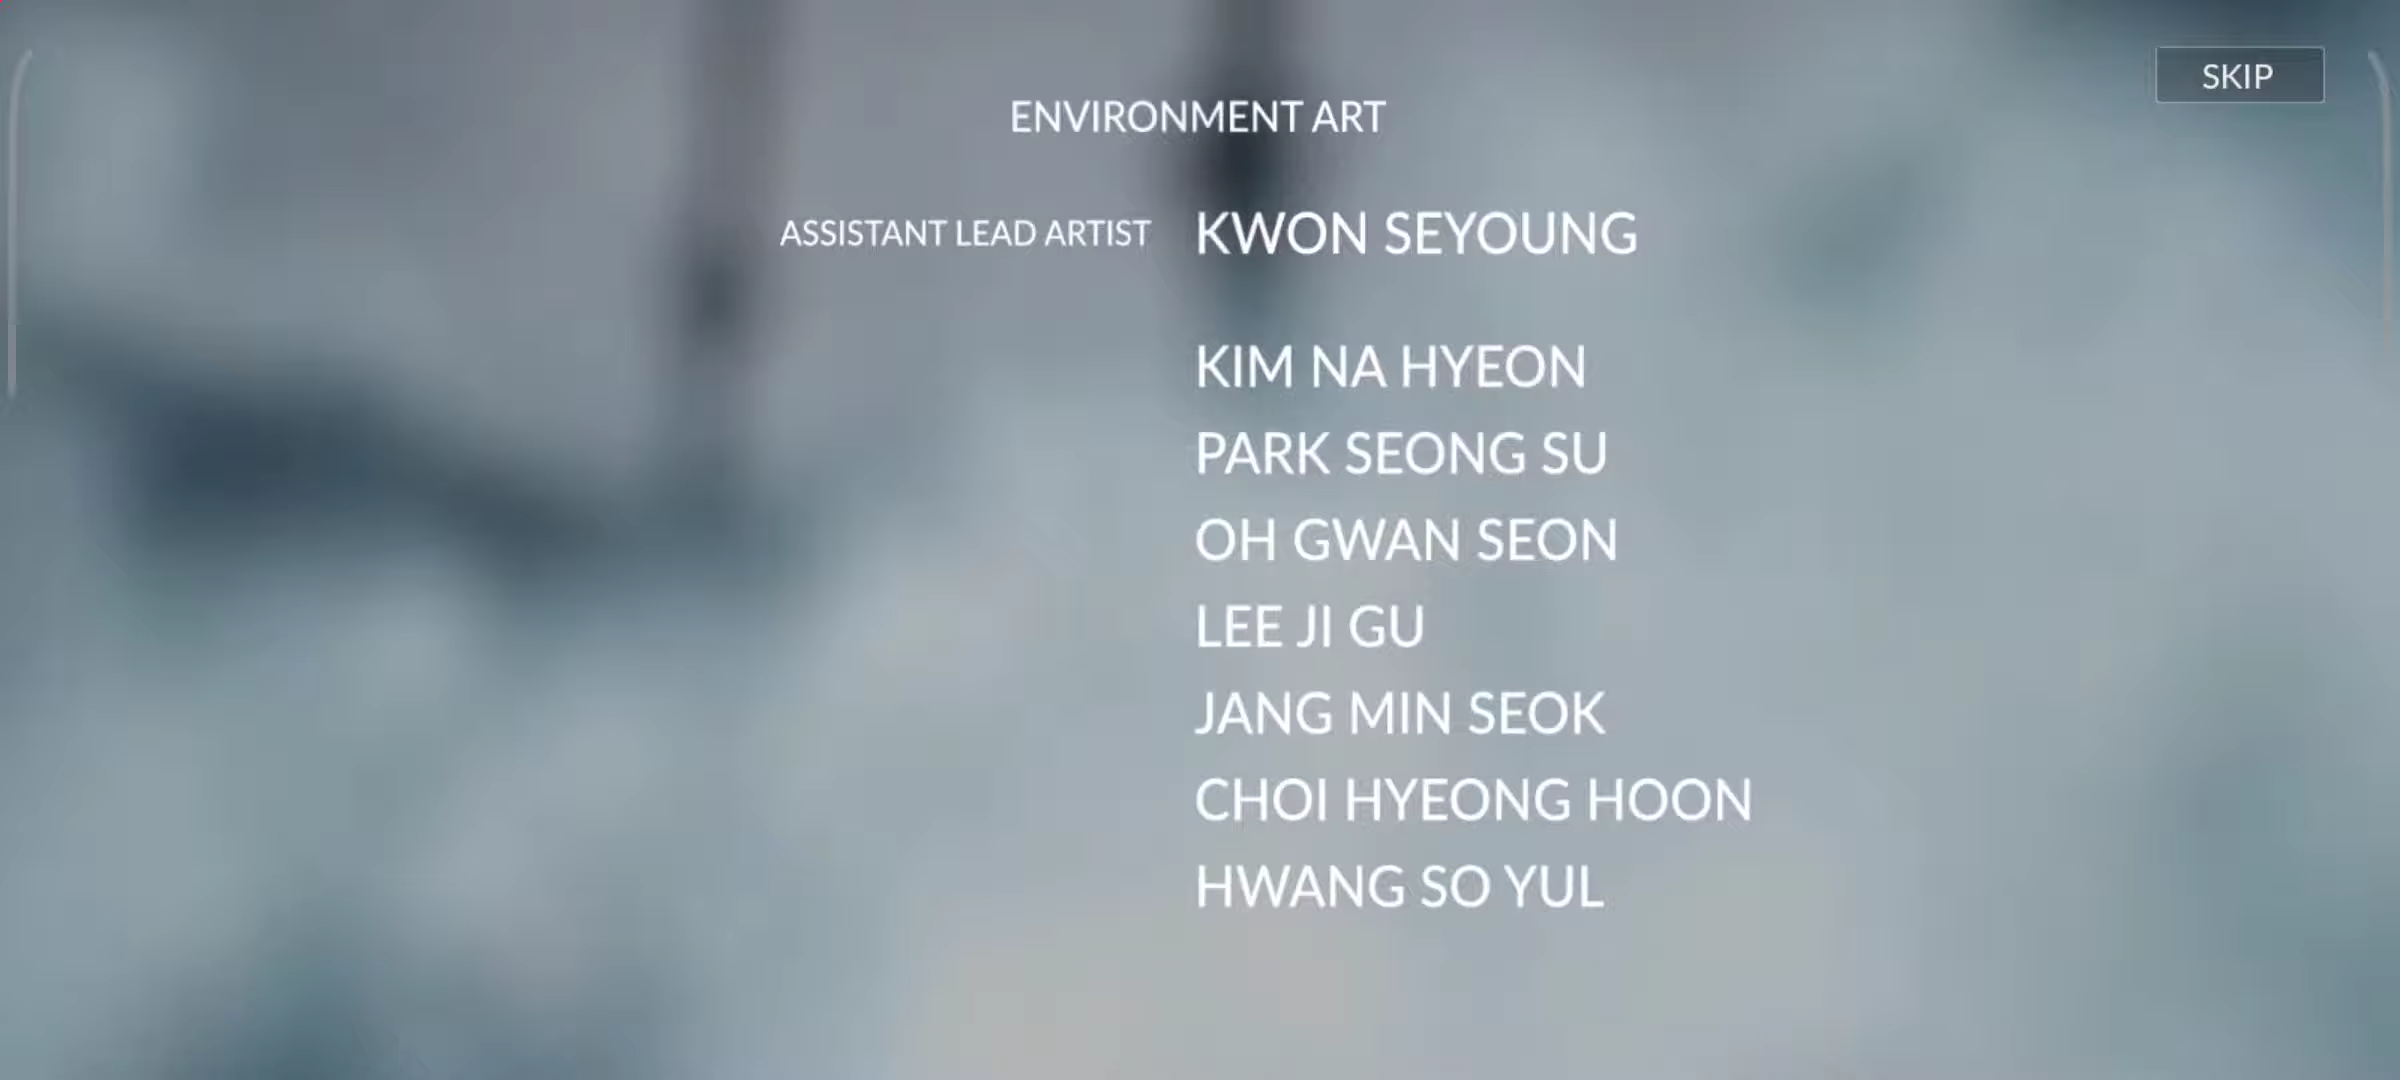 SKIP
ENVIRONMENT ART
ASSISTANT LEAD ARTIST KWON SEYOUNG
KIM NA HYEON
PARK SEONG SU
OH GWAN SEON
LEE JI GU
JANG MIN SEOK
CHOI HYEONG HOON
HWANG SO YUL